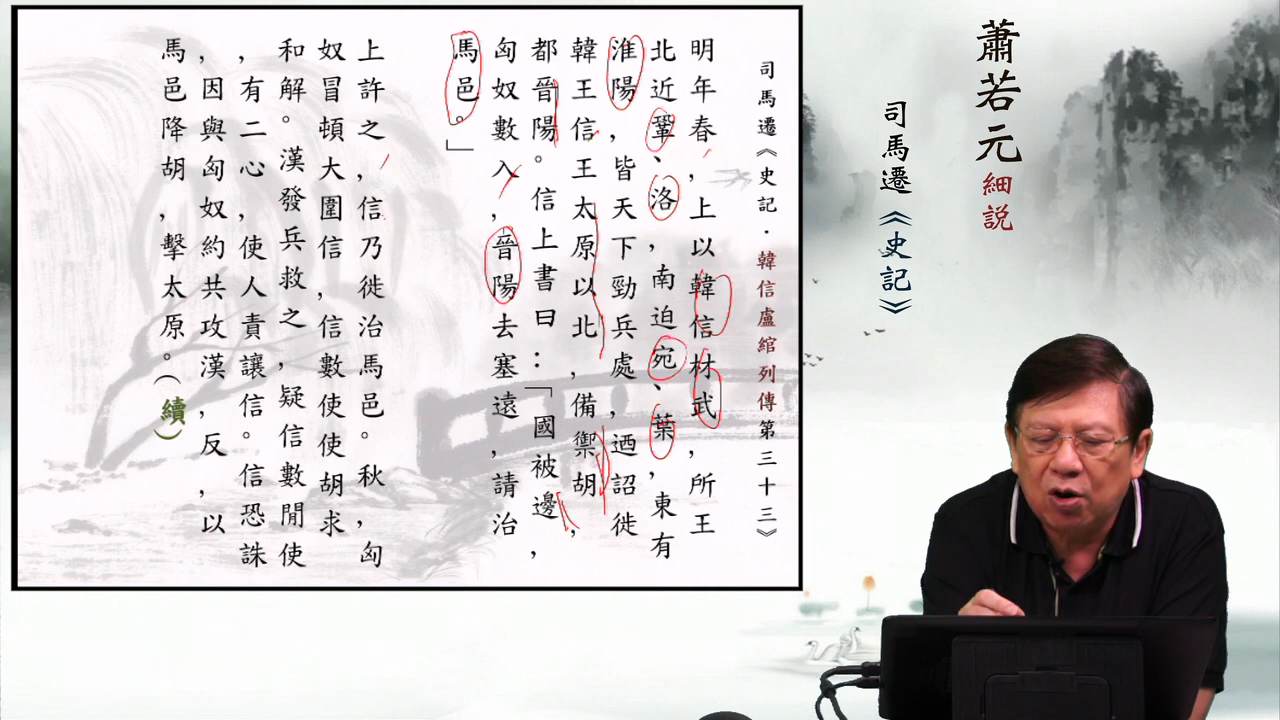 蕭若元
細説
司馬遷《史記》
司馬遷《史記·韓信盧綰列傳第三十三》
明年春，上以韓信材武，所王
北近鞏、洛，南迫宛、葉，東有
淮陽，皆天下勁兵處，迺詔徙
韓王信王太原以北，備禦胡，
都晉陽。信上書曰：「國被邊，
匈奴數入，晉陽去塞遠，請治
馬邑。」
上許之，信乃徙治馬邑。秋，匈
奴冒頓大圍信，信數使使胡求
和解。漢發兵救之，疑信數閒使
，有二心，使人責讓信。信恐誅
，因與匈奴約共攻漢，反，以
馬邑降胡，擊太原。（續）